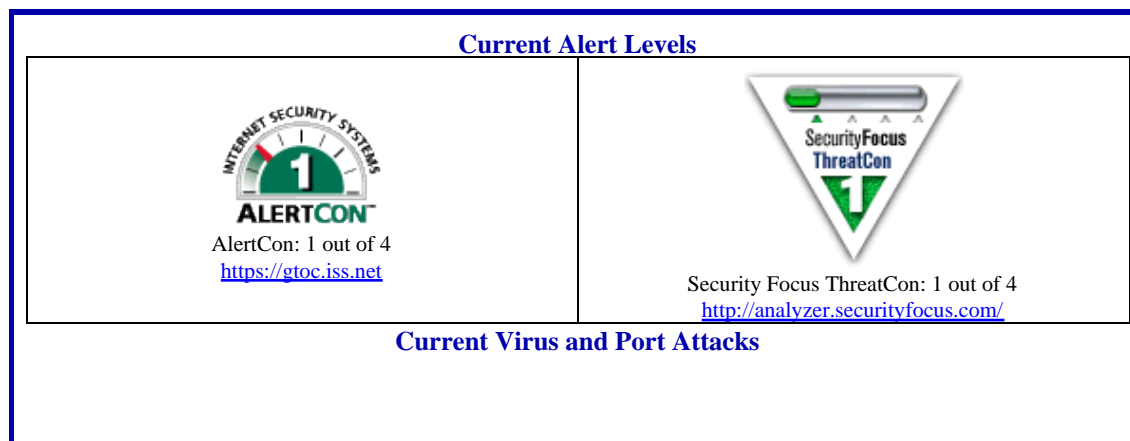 Current Alert Levels
INTERNET SECURITY SYSTEMS
1
ALERTCON™
AlertCon: 1 out of 4
https://gtoc.iss.net
SecurityFocus
ThreatCon
1
Security Focus ThreatCon: 1 out of 4
http://analyzer.securityfocus.com/
Current Virus and Port Attacks